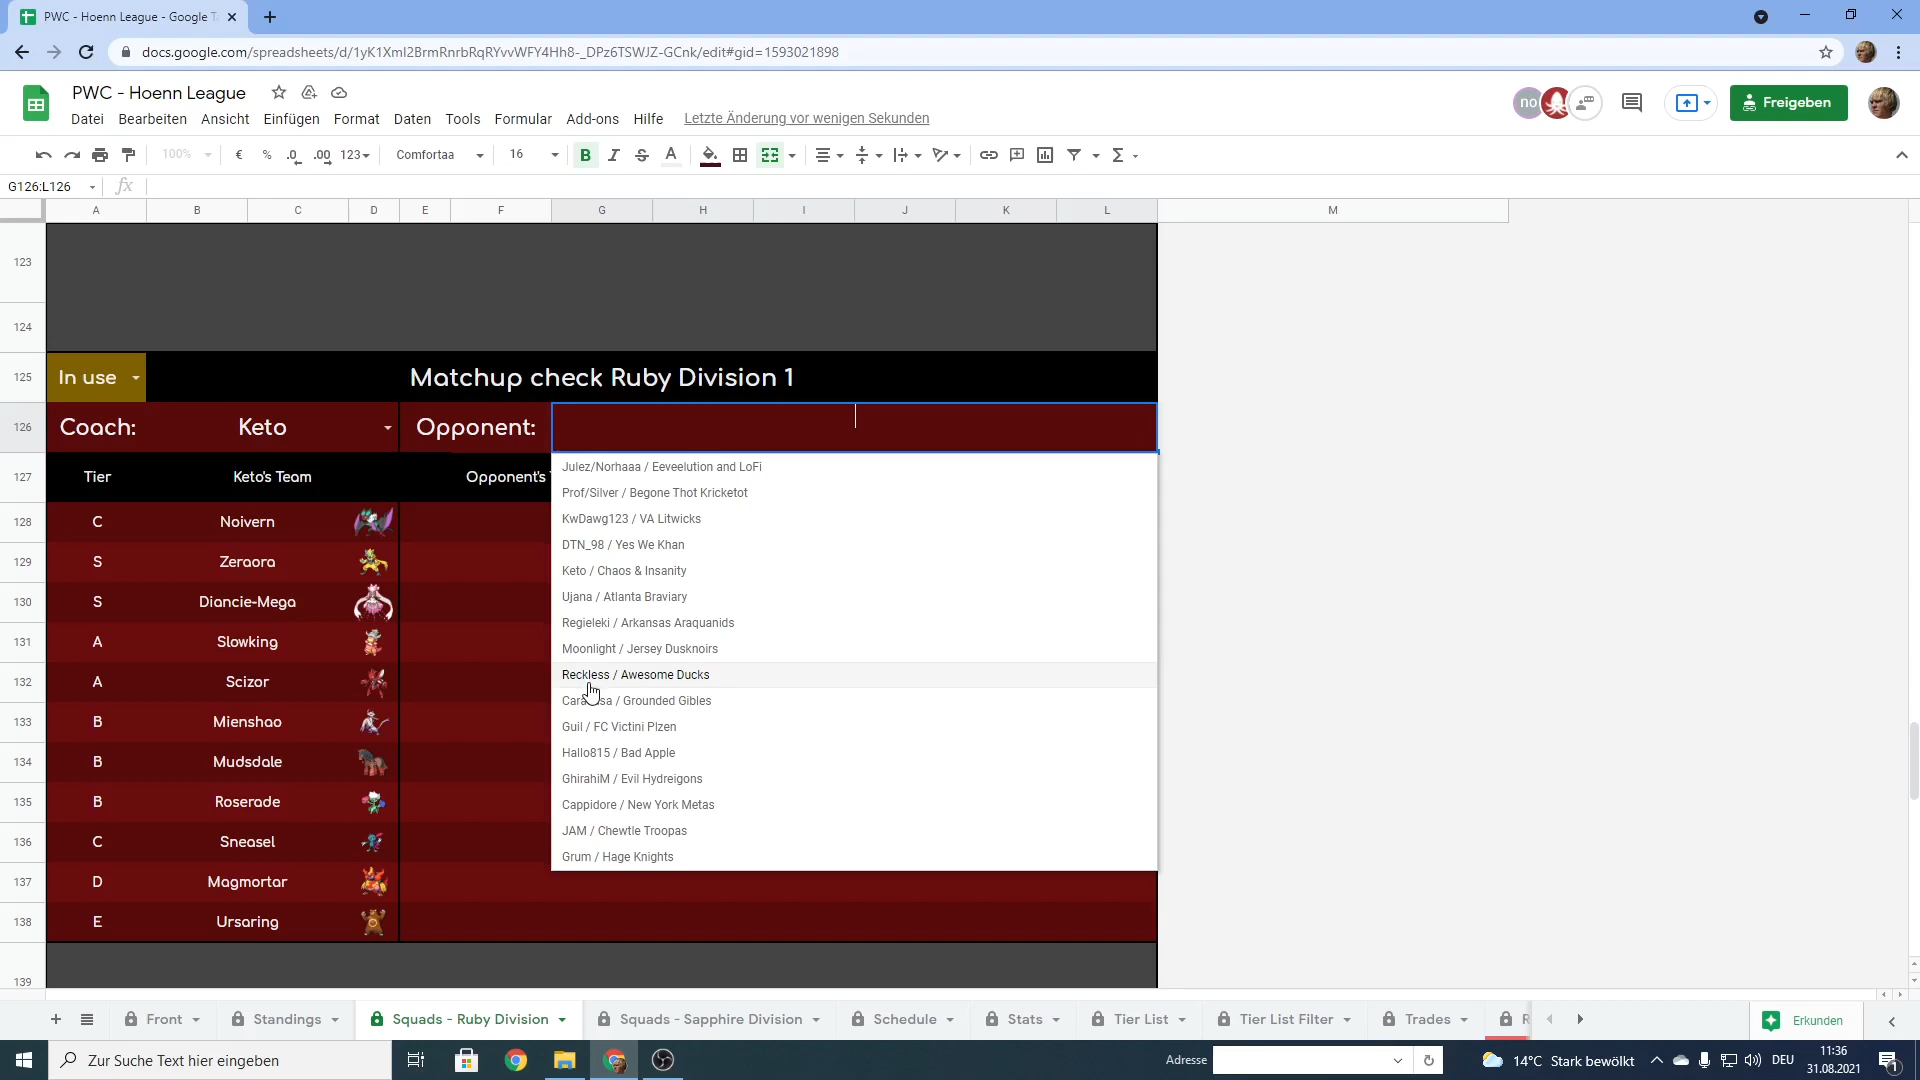 PWC - Hoenn League - Google T
docs.google.com/spreadsheets/d/1yK1XmI2BrmRnrbRqRYvvWFY4Hh8-_DPz6TSWJZ-GCnk/edit#gid=1593021898
PWC - Hoenn League
no
Freigeben
Datei Bearbeiten Ansicht Einfügen Format Daten Tools Formular Add-ons Hilfe Letzte Änderung vor wenigen Sekunden
100% € % .0 .00 123 Comfortaa 16 B I S A
G126:L126 fx
A B C D E F G H I J K L M
123
124
125 In use Matchup check Ruby Division 1
126 Coach: Keto Opponent:
127 Tier Keto's Team Opponent's
128 C Noivern
129 S Zeraora
130 S Diancie-Mega
131 A Slowking
132 A Scizor
133 B Mienshao
134 B Mudsdale
135 B Roserade
136 C Sneasel
137 D Magmortar
138 E Ursaring
139
Julez/Norhaaa / Eeveelution and LoFi
Prof/Silver / Begone Thot Kricketot
KwDawg123 / VA Litwicks
DTN_98 / Yes We Khan
Keto / Chaos & Insanity
Ujana / Atlanta Braviary
Regieleki / Arkansas Araquanids
Moonlight / Jersey Dusknoirs
Reckless / Awesome Ducks
/ Grounded Gibles
Guil / FC Victini Plzen
Hallo815 / Bad Apple
GhirahiM / Evil Hydreigons
Cappidore / New York Metas
JAM / Chewtle Troopas
Grum / Hage Knights
Front Standings Squads - Ruby Division Squads - Sapphire Division Schedule Stats Tier List Tier List Filter Trades Erkunden
Zur Suche Text hier eingeben
Adresse
14°C Stark bewölkt
DEU
11:36
31.08.2021
1